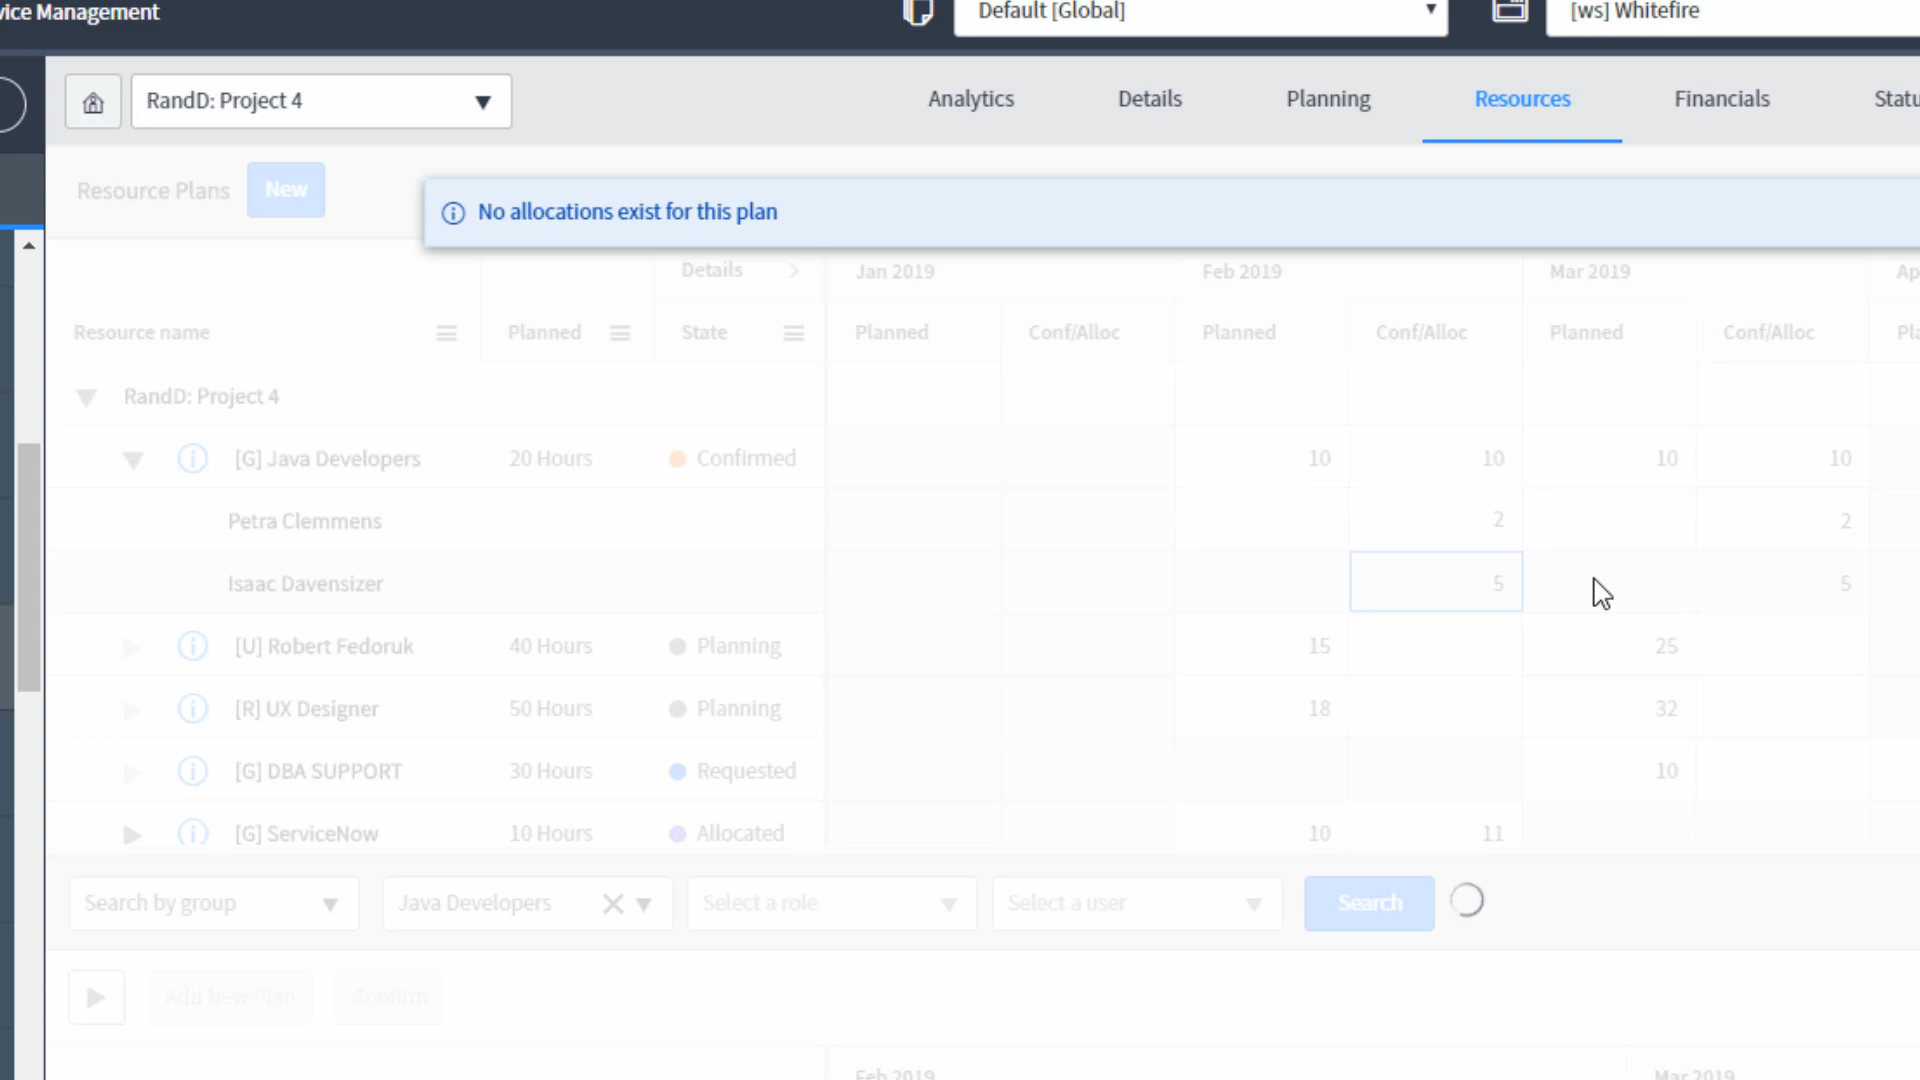 vice Management
Default [Global]
[ws] Whitefire
RandD: Project 4
Analytics
Details
Planning
Resources
Financials
Statu
Resource Plans
New
No allocations exist for this plan
Details
Jan 2019
Feb 2019
Mar 2019
Ap
Resource name
Planned
State
Planned
Conf/Alloc
Planned
Conf/Alloc
Planned
Conf/Alloc
Pla
RandD: Project 4
[G] Java Developers 20 Hours Confirmed 10 10 10 10
Petra Clemmens 2 2
Isaac Davensizer 5 5
[U] Robert Fedoruk 40 Hours Planning 15 25
[R] UX Designer 50 Hours Planning 18 32
[G] DBA SUPPORT 30 Hours Requested 10
[G] ServiceNow 10 Hours Allocated 10 11
Search by group
Java Developers
Select a role
Select a user
Search
Add New Plan
Confirm
Feb 2019
Mar 2019